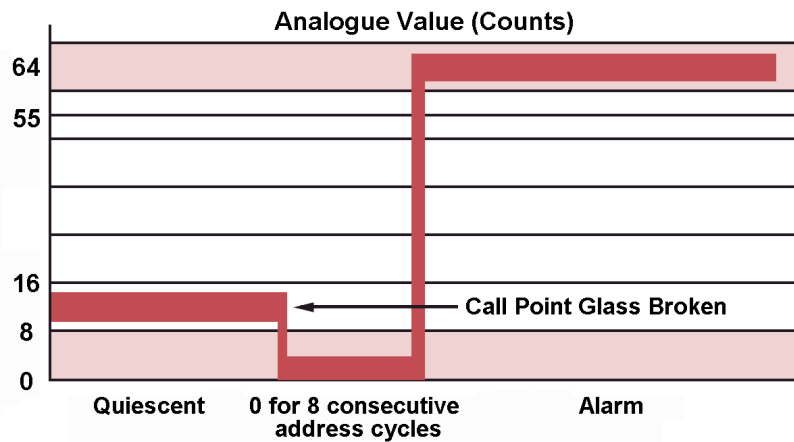 Analogue Value (Counts)
64
55
16
Call Point Glass Broken
8
0
Quiescent
0 for 8 consecutive
address cycles
Alarm